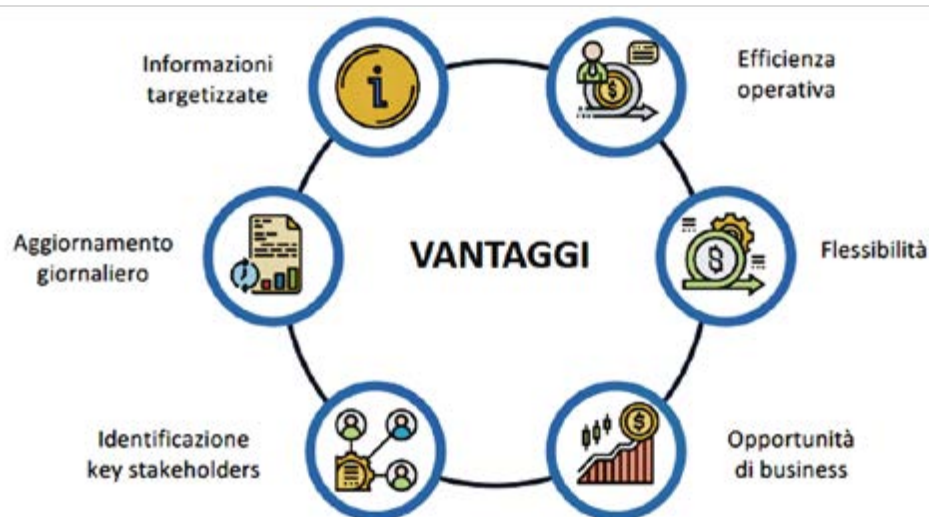 Informazioni
targetizzate
Efficienza
operativa
Aggiornamento
giornaliero
VANTAGGI
Flessibilità
Identificazione
key stakeholders
Opportunità
di business